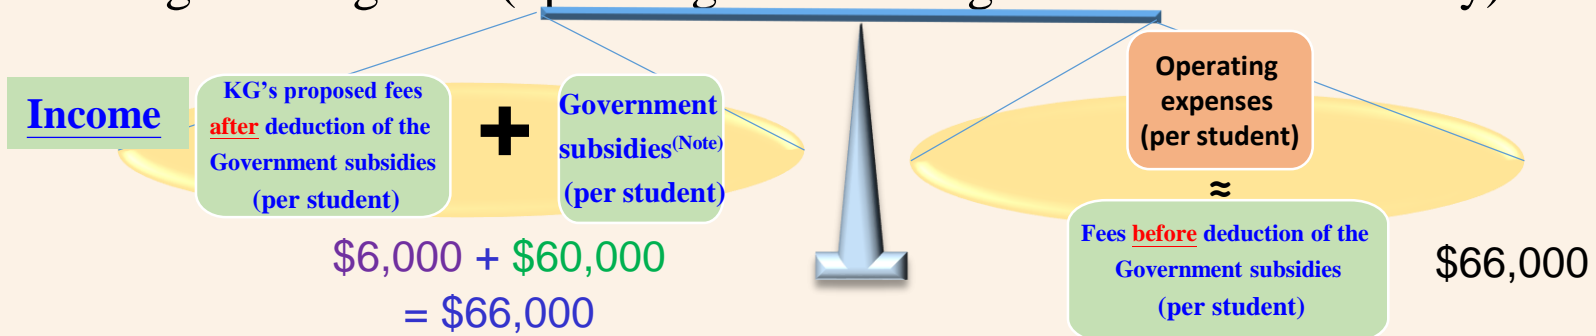 Income
KG's proposed fees
after deduction of the
Government subsidies
(per student)
+
Government
subsidies(Note)
(per student)
$6,000 + $60,000
= $66,000
Operating
expenses
(per student)
≈
Fees before deduction of the
Government subsidies
(per student)
$66,000